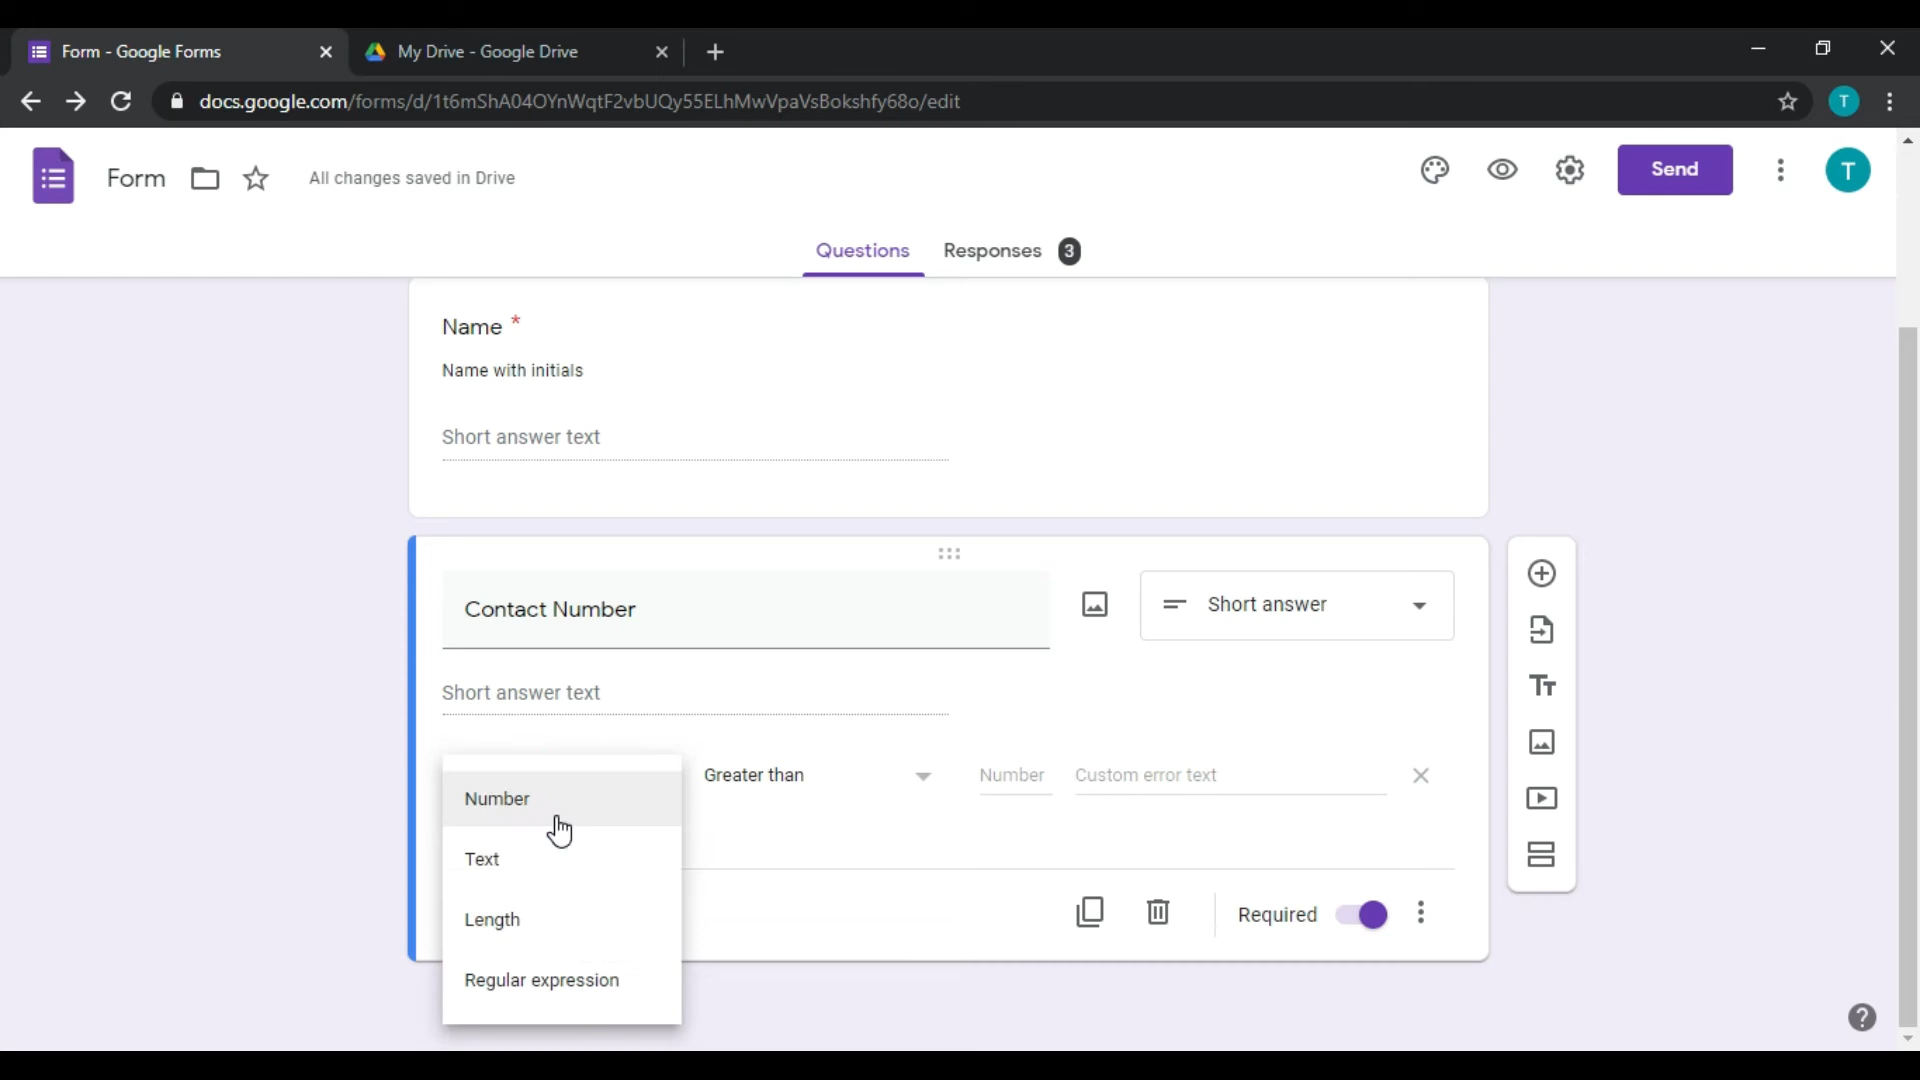 Form - Google Forms
My Drive - Google Drive
docs.google.com/forms/d/1t6mShA04OYnWqtF2vbUQy55ELhMwVpaVsBokshfy68o/edit
T
Form
All changes saved in Drive
Send
T
Questions
Responses 3
Name *
Name with initials
Short answer text
Contact Number
Short answer
Short answer text
Greater than
Number
Custom error text
Number
Text
Length
Regular expression
Required